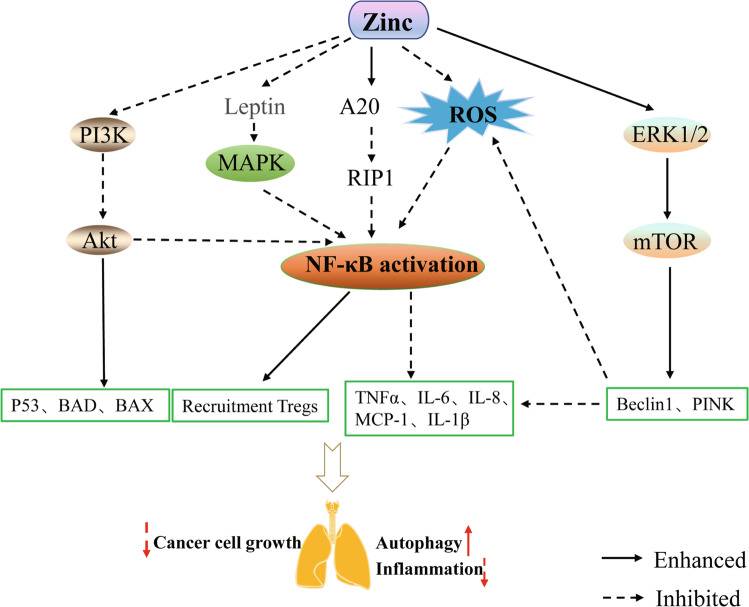 Zinc
Leptin
A20
ROS
PI3K
ERK1/2
MAPK
RIP1
Akt
mTOR
NF-κB activation
P53、BAD、BAX
Recruitment Tregs
TNFα、IL-6、IL-8、
MCP-1、IL-1β
Beclin1、PINK
Cancer cell growth
Autophagy
Inflammation
Enhanced
Inhibited